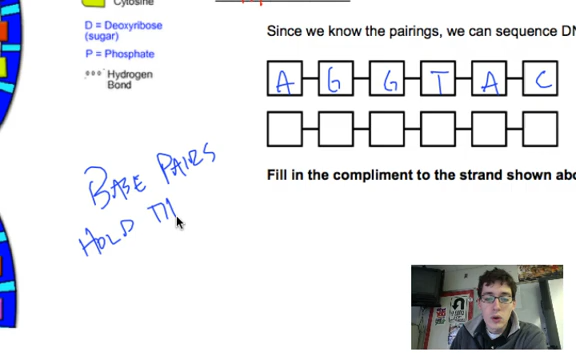 Cytosine
D = Deoxyribose
(sugar)
P = Phosphate
Hydrogen
Bond
Since we know the pairings, we can sequence DN
A G G T A C
Fill in the compliment to the strand shown abo
BASE PAIRS
HOLD